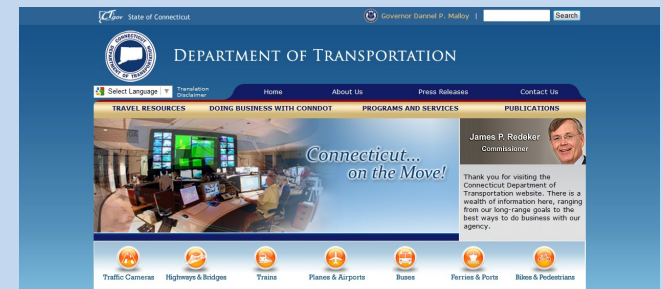 CT.gov State of Connecticut
Governor Dannel P. Malloy |
Search
CONNECTICUT DEPARTMENT OF TRANSPORTATION
DEPARTMENT OF TRANSPORTATION
Select Language ▼
Translation
Disclaimer
Home
About Us
Press Releases
Contact Us
TRAVEL RESOURCES
DOING BUSINESS WITH CONNDOT
PROGRAMS AND SERVICES
PUBLICATIONS
Connecticut...
on the Move!
James P. Redeker
Commissioner
Thank you for visiting the
Connecticut Department of
Transportation website. There is a
wealth of information here, ranging
from our long-range goals to the
best ways to do business with our
agency.
Traffic Cameras
Highways & Bridges
Trains
Planes & Airports
Buses
Ferries & Ports
Bikes & Pedestrians